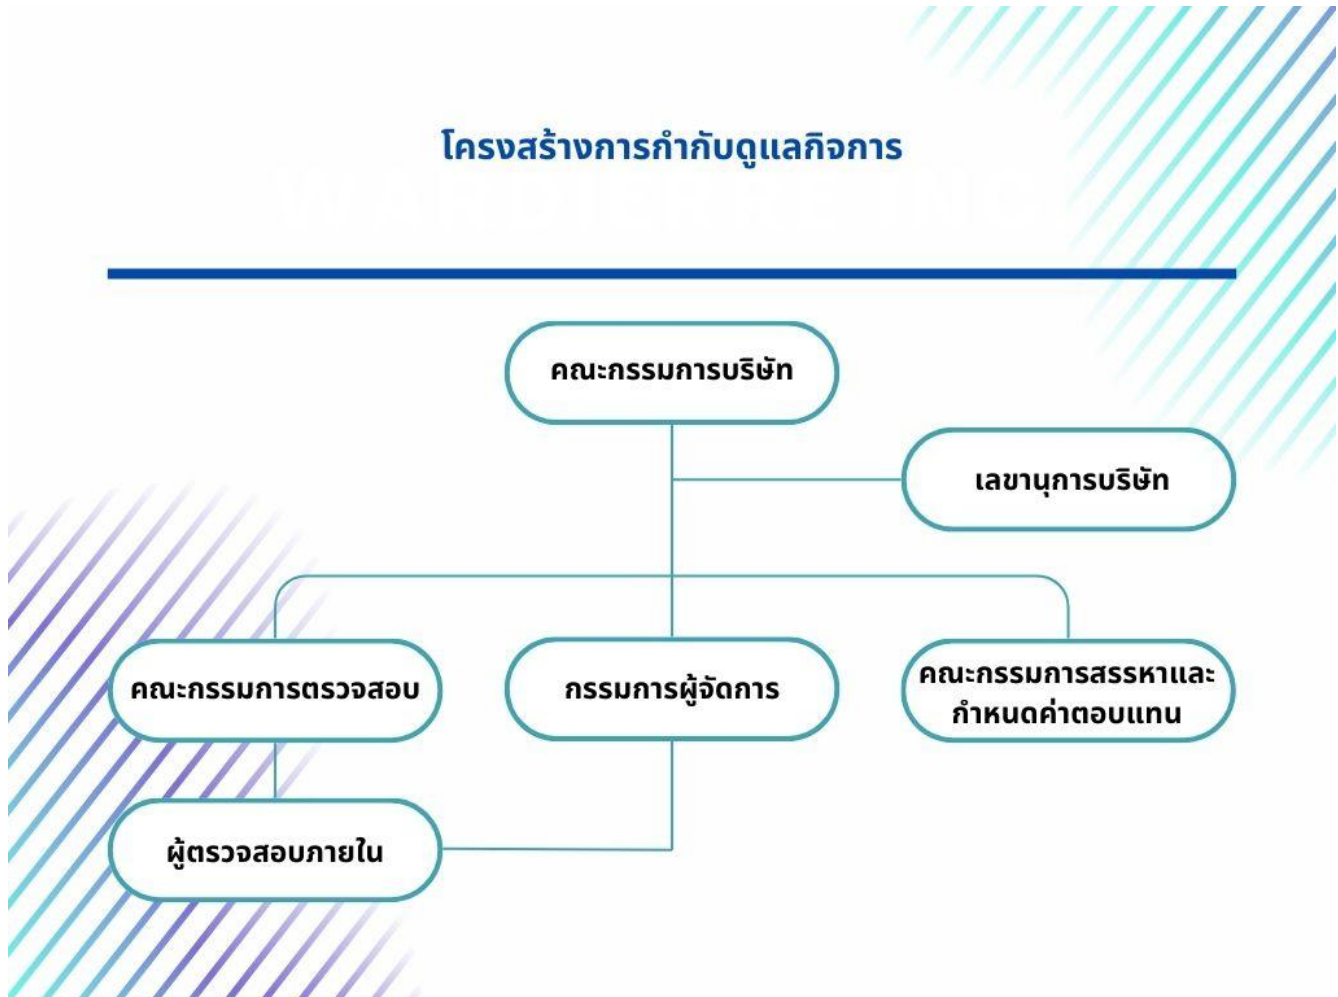 โครงสร้างการกำกับดูแลกิจการ
คณะกรรมการบริษัท
เลขานุการบริษัท
คณะกรรมการตรวจสอบ
กรรมการผู้จัดการ
คณะกรรมการสรรหาและ
กำหนดค่าตอบแทน
ผู้ตรวจสอบภายใน